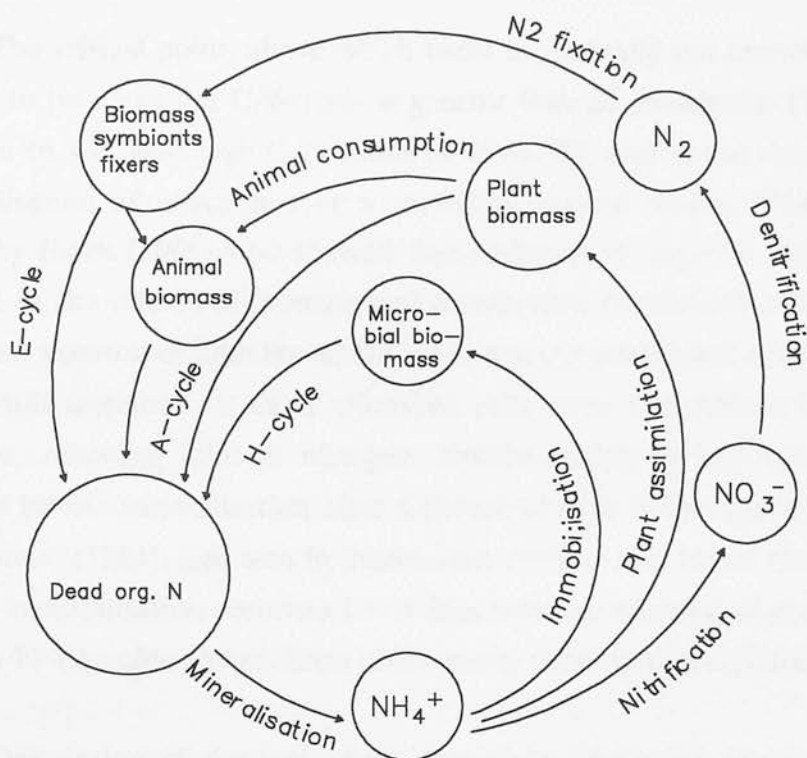 N2 fixation
Biomass
symbionts
fixers
N₂
Animal consumption
Plant
biomass
Animal
biomass
Micro-
bial bio-
mass
Denitrification
E-cycle
A-cycle
H-cycle
Immobilisation
Plant assimilation
NO₃⁻
Dead org. N
Nitrification
Mineralisation
NH₄⁺